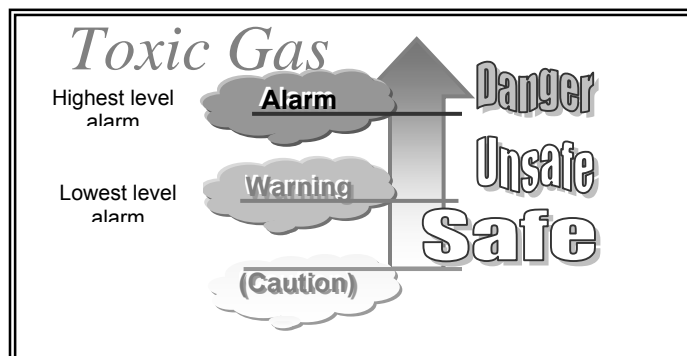 Toxic Gas
Highest level
alarm
Alarm
Danger
Unsafe
Lowest level
alarm
Warning
Safe
(Caution)